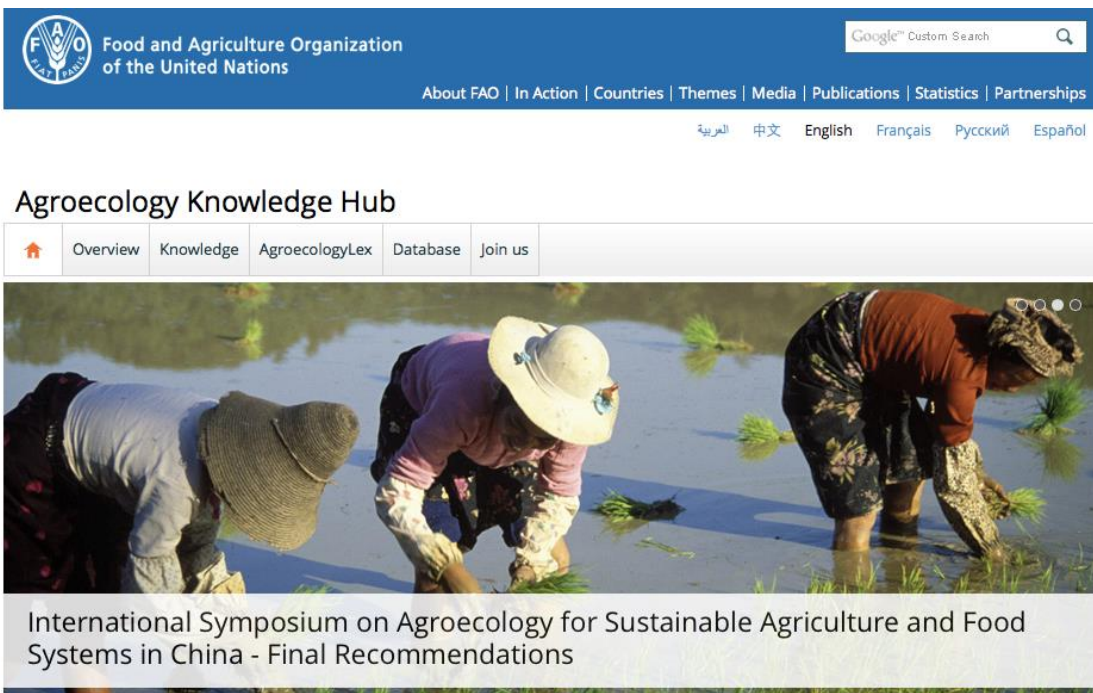 F A O
FIAT PANIS
Food and Agriculture Organization
of the United Nations
Google™ Custom Search
About FAO | In Action | Countries | Themes | Media | Publications | Statistics | Partnerships
العربية 中文 English Français Русский Español
Agroecology Knowledge Hub
Overview Knowledge AgroecologyLex Database Join us
International Symposium on Agroecology for Sustainable Agriculture and Food
Systems in China - Final Recommendations